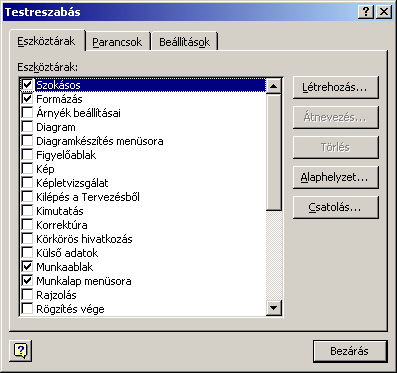 Testreszabás
Eszköztárak
Parancsok
Beállítások
Eszköztárak:
Szokásos
Formázás
Árnyék beállításai
Diagram
Diagramkészítés menüsora
Figyelőablak
Kép
Képletvizsgálat
Kilépés a Tervezésből
Kimutatás
Korrektúra
Körkörös hivatkozás
Külső adatok
Munkaablak
Munkalap menüsora
Rajzolás
Rögzítés vége
Létrehozás...
Átnevezés...
Törlés
Alaphelyzet...
Csatolás...
Bezárás